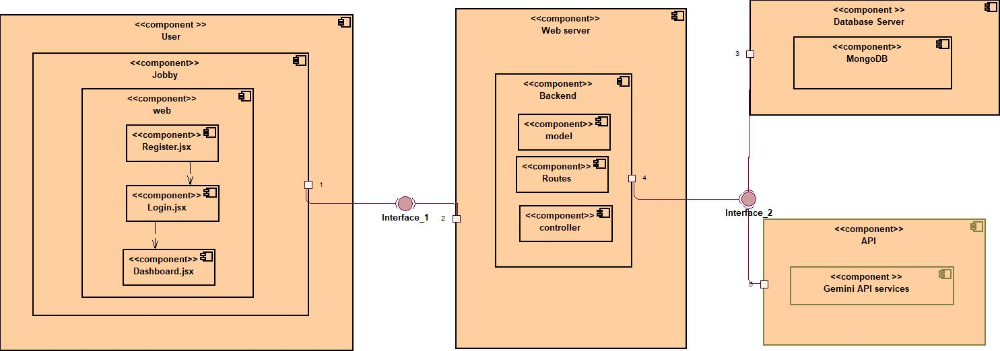 <<component >>
User
<<component>>
Jobby
<<component>>
web
<<component>>
Register.jsx
<<component>>
Login.jsx
<<component>>
Dashboard.jsx
1
Interface_1
2
<<component>>
Web server
<<component>>
Backend
<<component>>
model
<<component>>
Routes
<<component>>
controller
4
Interface_2
3
<<component >>
Database Server
<<component>>
MongoDB
5
<<component>>
API
<<component >>
Gemini API services